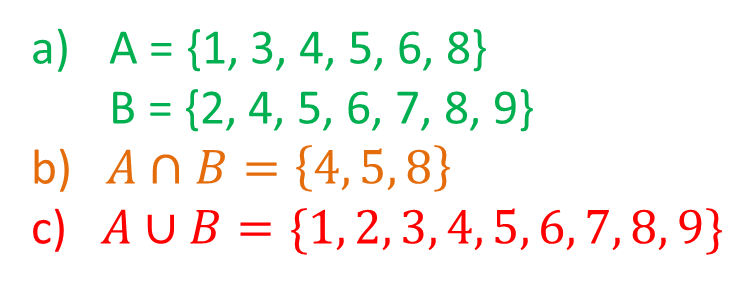 a) A = {1, 3, 4, 5, 6, 8}
B = {2, 4, 5, 6, 7, 8, 9}
b) A ∩ B = {4, 5, 8}
c) A ∪ B = {1, 2, 3, 4, 5, 6, 7, 8, 9}